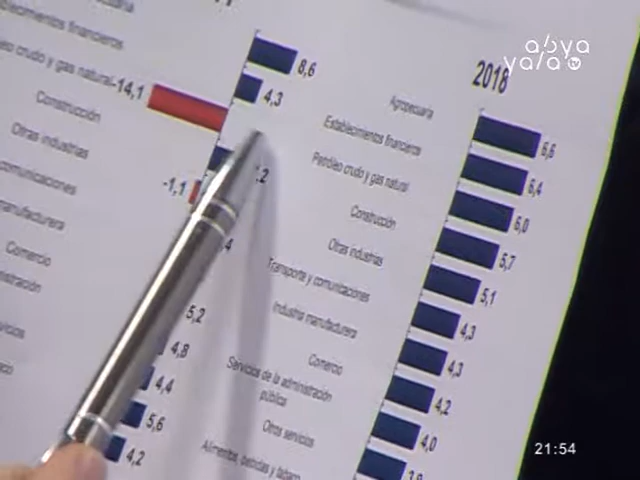 abya
yala tv
8,6
4,3
-14,1
-1,1
5,2
4,8
4,4
5,6
4,2
crudo y gas natural
Construcción
Otras industrias
comunicaciones
manufacturera
Comercio
2018
Agropecuaria 6,6
Establecimientos financieros 6,4
Petróleo crudo y gas natural 6,0
Construcción 5,7
Otras industrias 5,1
Transporte y comunicaciones 4,3
Industria manufacturera 4,3
Comercio 4,2
Servicios de la administración
pública 4,0
Otros servicios 3,9
Alimentos, bebidas y tabaco
21:54